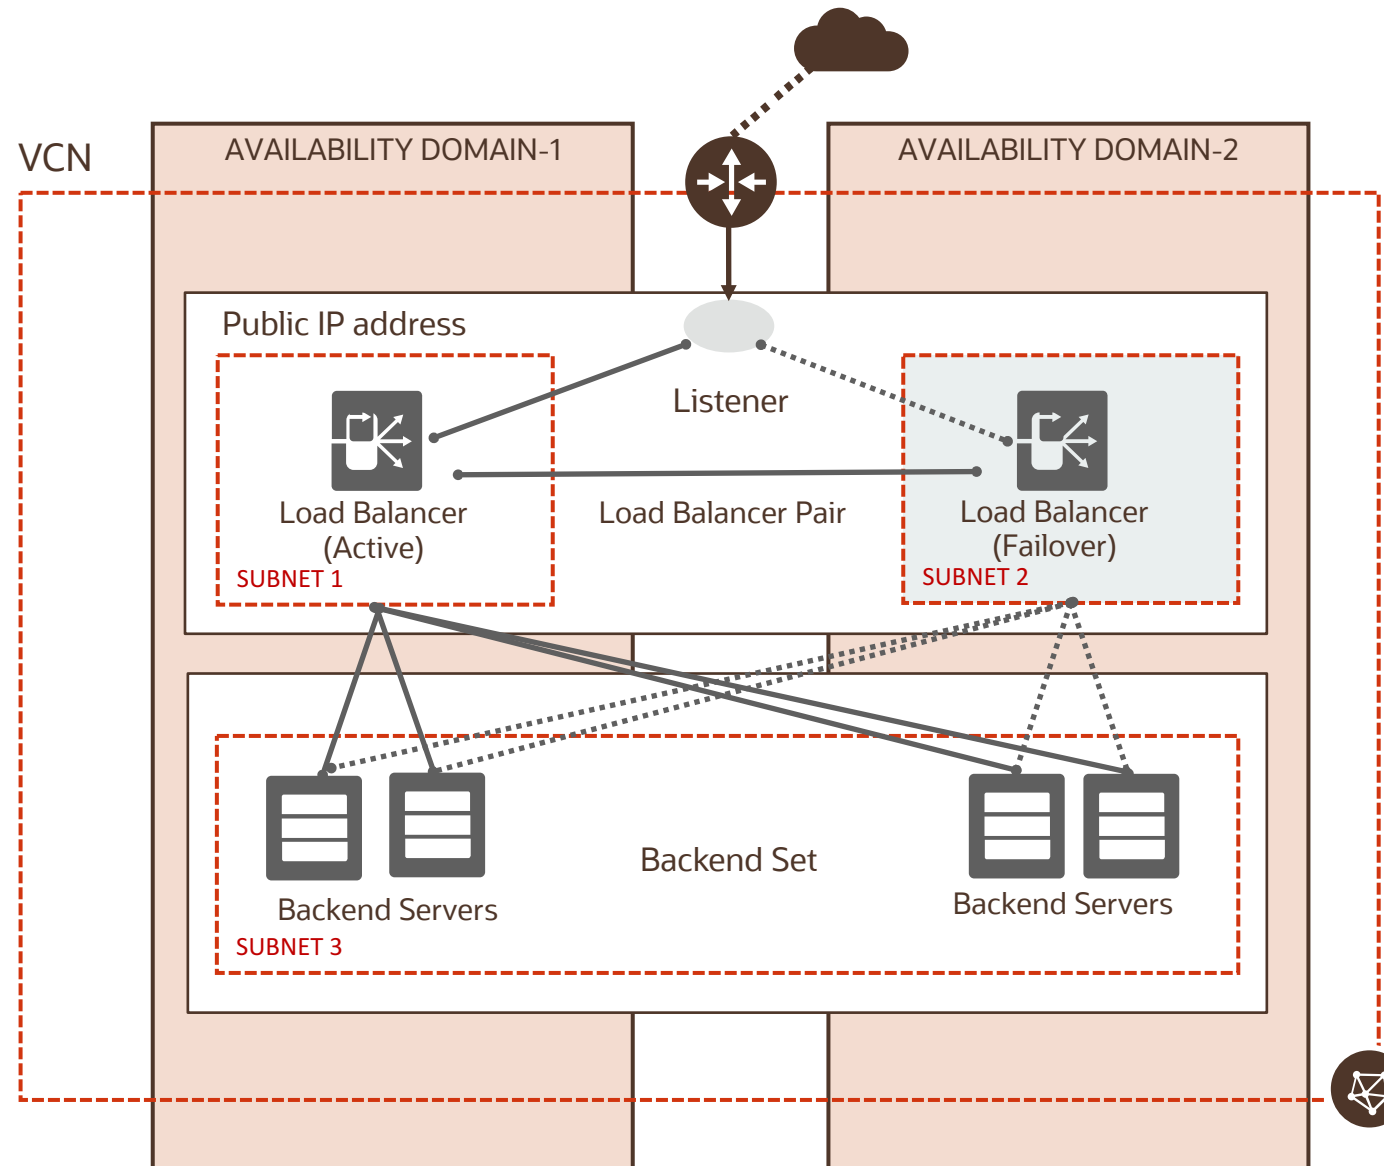 VCN
AVAILABILITY DOMAIN-1
AVAILABILITY DOMAIN-2
Public IP address
Listener
Load Balancer
(Active)
SUBNET 1
Load Balancer Pair
Load Balancer
(Failover)
SUBNET 2
Backend Set
Backend Servers
Backend Servers
SUBNET 3